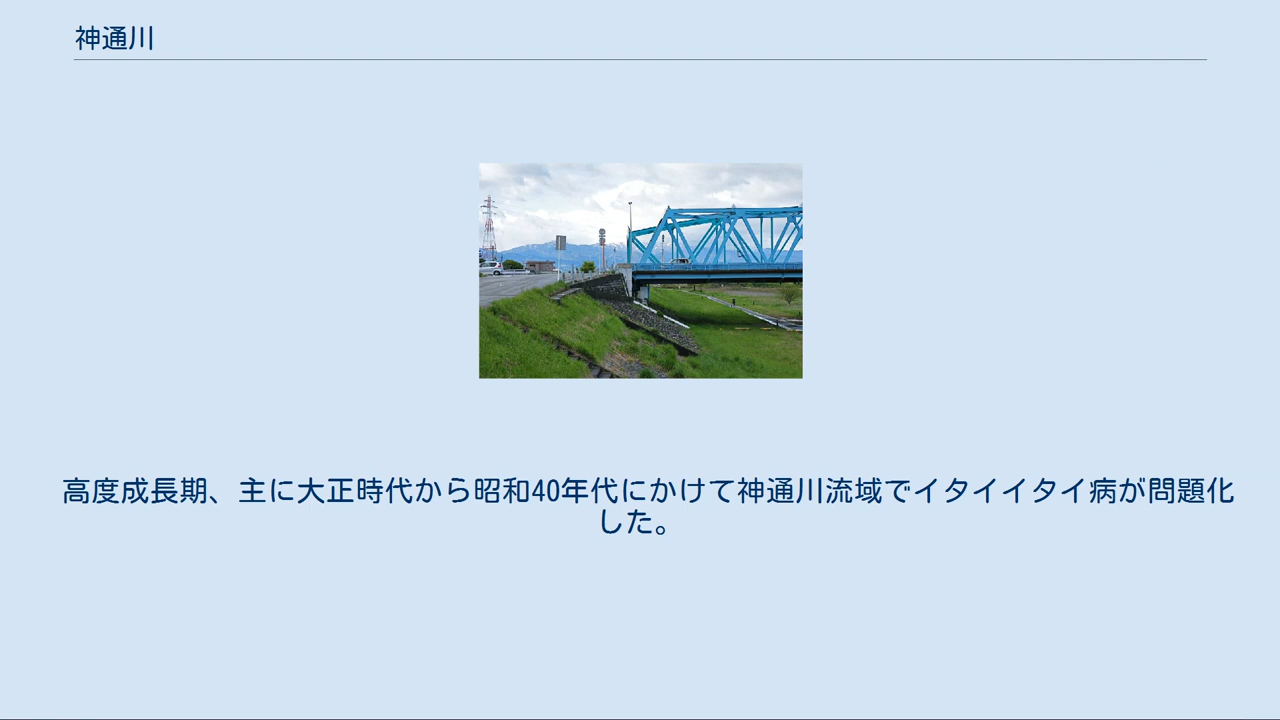 神通川
高度成長期、主に大正時代から昭和40年代にかけて神通川流域でイタイイタイ病が問題化
した。